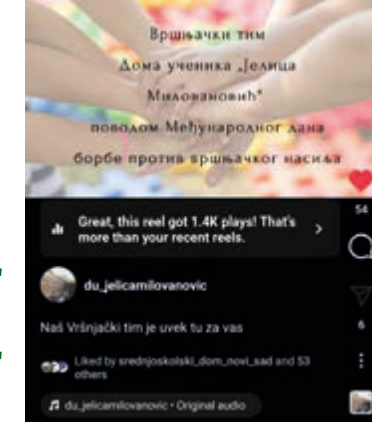 Вршњачки тим
Дома ученика „Јелица
Миловановић“
поводом Међународног дана
борбе против вршњачког насиља
54
Great, this reel got 1.4K plays! That's
more than your recent reels.
du_jelicamilovanovic
Naš Vršnjački tim je uvek tu za vas
6
Liked by srednjoskolski_dom_novi_sad and 53
others
du_jelicamilovanovic • Original audio